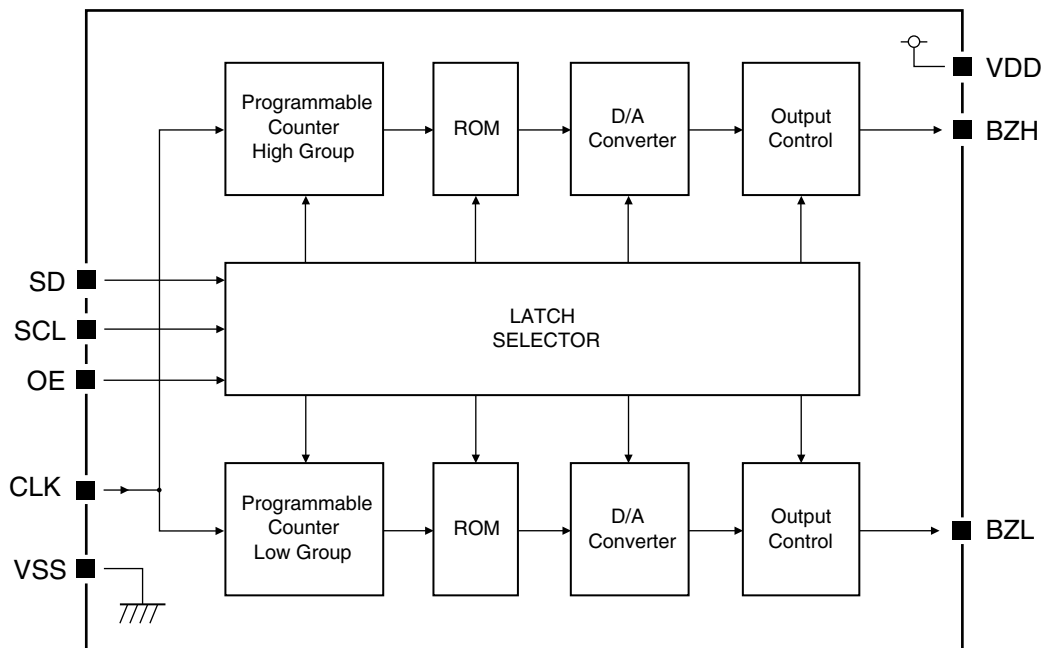 VDD
Programmable
Counter
High Group
ROM
D/A
Converter
Output
Control
BZH
SD
SCL
OE
LATCH
SELECTOR
CLK
Programmable
Counter
Low Group
ROM
D/A
Converter
Output
Control
BZL
VSS